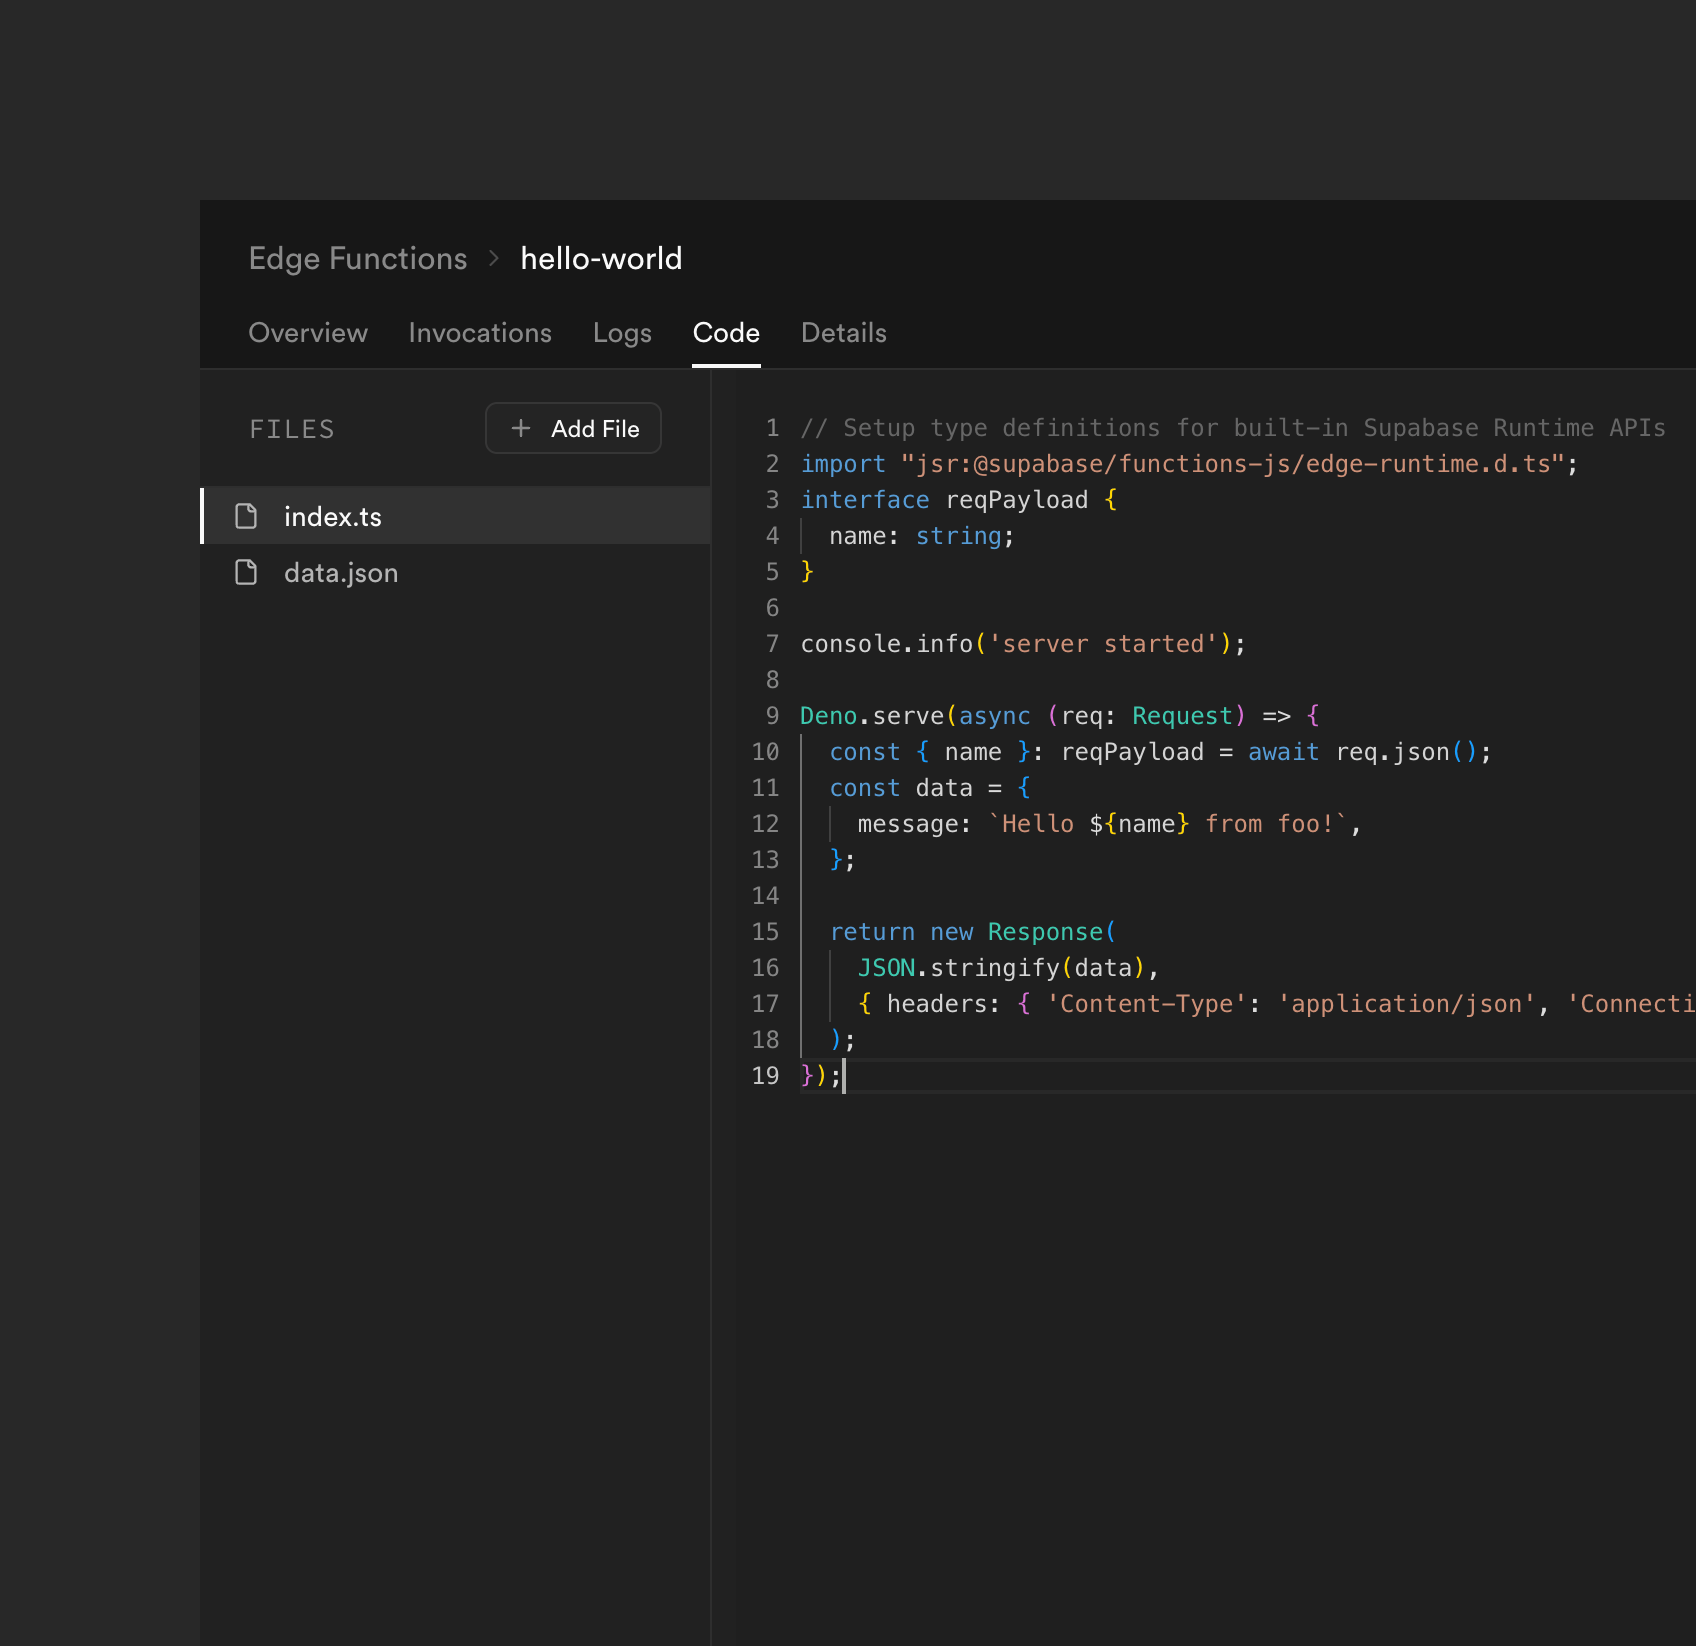 Edge Functions > hello-world
Overview Invocations Logs Code Details
FILES + Add File
index.ts
data.json
1 // Setup type definitions for built-in Supabase Runtime APIs
2 import "jsr:@supabase/functions-js/edge-runtime.d.ts";
3 interface reqPayload {
4   name: string;
5 }
6
7 console.info('server started');
8
9 Deno.serve(async (req: Request) => {
10   const { name }: reqPayload = await req.json();
11   const data = {
12     message: `Hello ${name} from foo!`,
13   };
14
15   return new Response(
16     JSON.stringify(data),
17     { headers: { 'Content-Type': 'application/json', 'Connecti
18   );
19 });